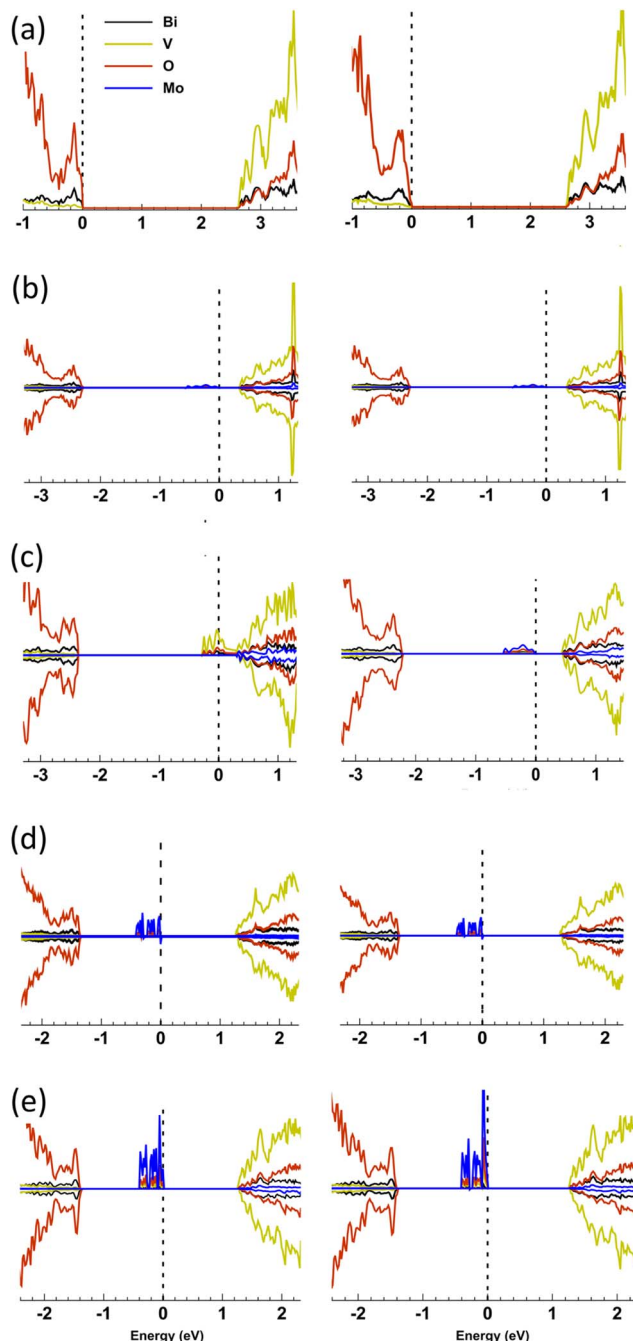 (a)
Bi
V
O
Mo
-1 0 1 2 3
-1 0 1 2 3
(b)
-3 -2 -1 0 1
-3 -2 -1 0 1
(c)
-3 -2 -1 0 1
-3 -2 -1 0 1
(d)
-2 -1 0 1 2
-2 -1 0 1 2
(e)
-2 -1 0 1 2
-2 -1 0 1 2
Energy (eV)
Energy (eV)